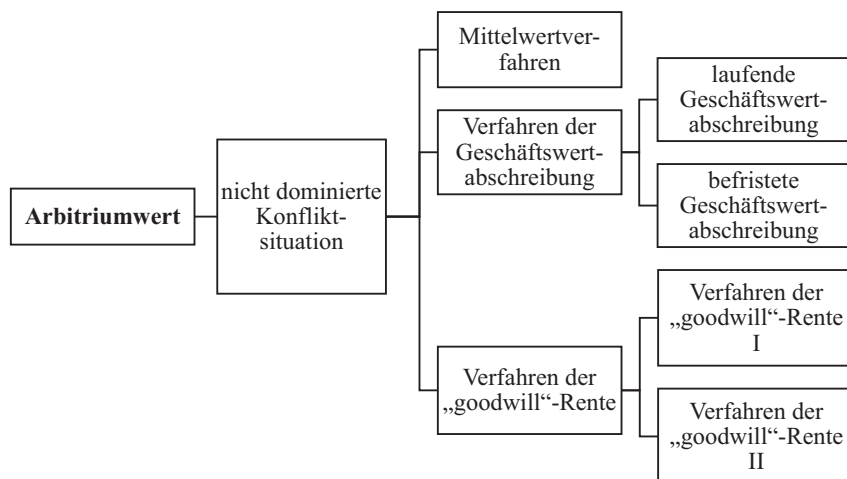 Mittelwertver-
fahren
Verfahren der
Geschäftswert-
abschreibung
laufende
Geschäftswert-
abschreibung
befristete
Geschäftswert-
abschreibung
Arbitriumwert
nicht dominierte
Konflikt-
situation
Verfahren der
„goodwill“-Rente
Verfahren der
„goodwill“-Rente
I
Verfahren der
„goodwill“-Rente
II